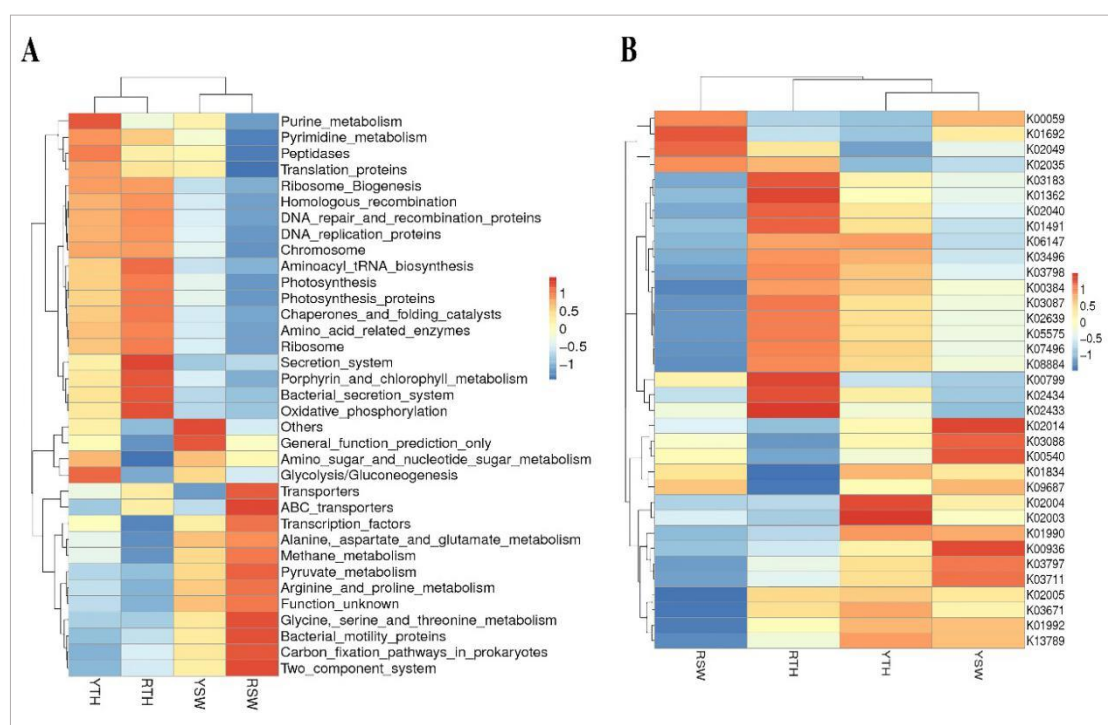 A
Purine_metabolism
Pyrimidine_metabolism
Peptidases
Translation_proteins
Ribosome_Biogenesis
Homologous_recombination
DNA_repair_and_recombination_proteins
DNA_replication_proteins
Chromosome
Aminoacyl_tRNA_biosynthesis
Photosynthesis
Photosynthesis_proteins
Chaperones_and_folding_catalysts
Amino_acid_related_enzymes
Ribosome
Secretion_system
Porphyrin_and_chlorophyll_metabolism
Bacterial_secretion_system
Oxidative_phosphorylation
Others
General_function_prediction_only
Amino_sugar_and_nucleotide_sugar_metabolism
Glycolysis/Gluconeogenesis
Transporters
ABC_transporters
Transcription_factors
Alanine,_aspartate_and_glutamate_metabolism
Methane_metabolism
Pyruvate_metabolism
Arginine_and_proline_metabolism
Function_unknown
Glycine,_serine_and_threonine_metabolism
Bacterial_motility_proteins
Carbon_fixation_pathways_in_prokaryotes
Two_component_system
YTH RTH YSW RSW
1
0.5
0
−0.5
−1
B
K00059
K01692
K02049
K02035
K03183
K01362
K02040
K01491
K06147
K03496
K03798
K00384
K03087
K02639
K05575
K07496
K08884
K00799
K02434
K02433
K02014
K03088
K00540
K01834
K09687
K02004
K02003
K01990
K00936
K03797
K03711
K02005
K03671
K01992
K13789
RSW RTH YTH YSW
1
0.5
0
−0.5
−1